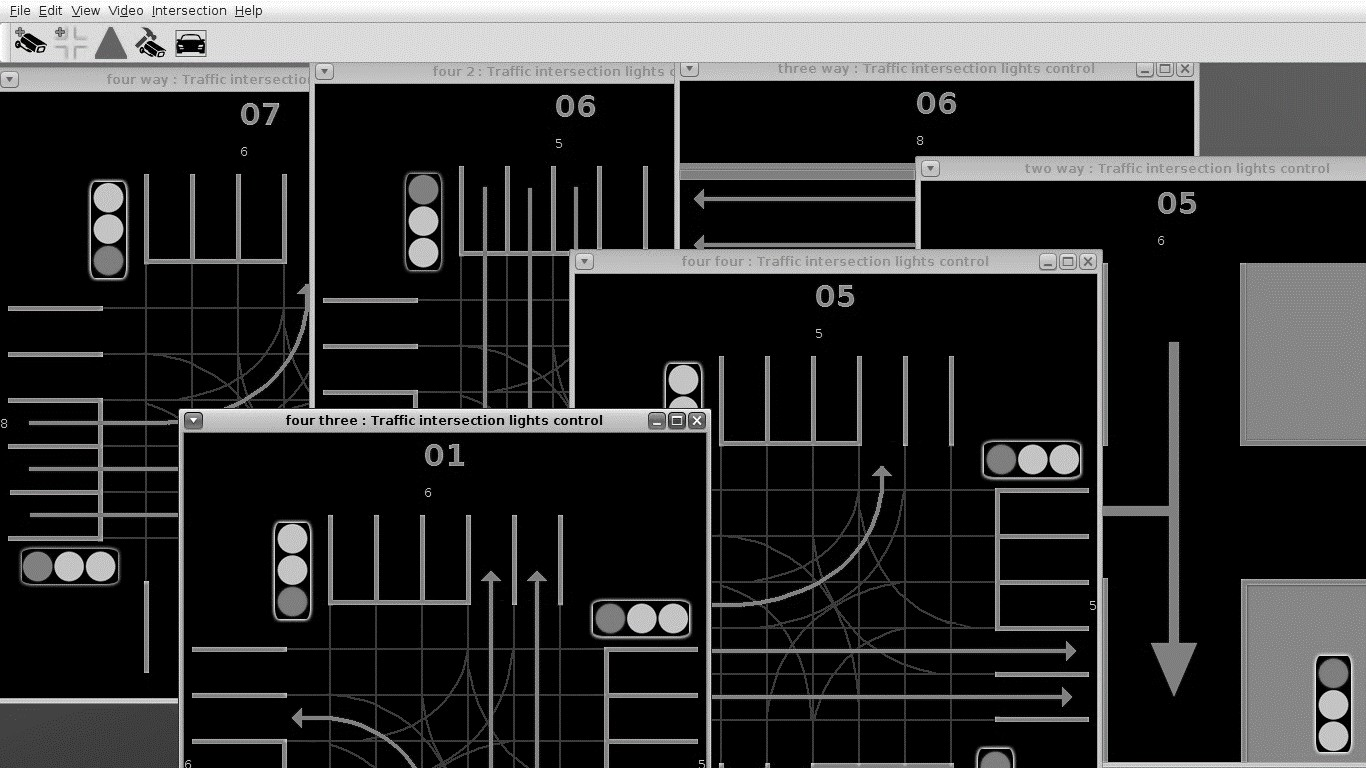 File Edit View Video Intersection Help
four way : Traffic intersectio
07
6
8
four 2 : Traffic intersection lights c
06
5
three way : Traffic intersection lights control
06
8
two way : Traffic intersection lights control
05
6
four four : Traffic intersection lights control
05
5
5
four three : Traffic intersection lights control
01
6
6
5